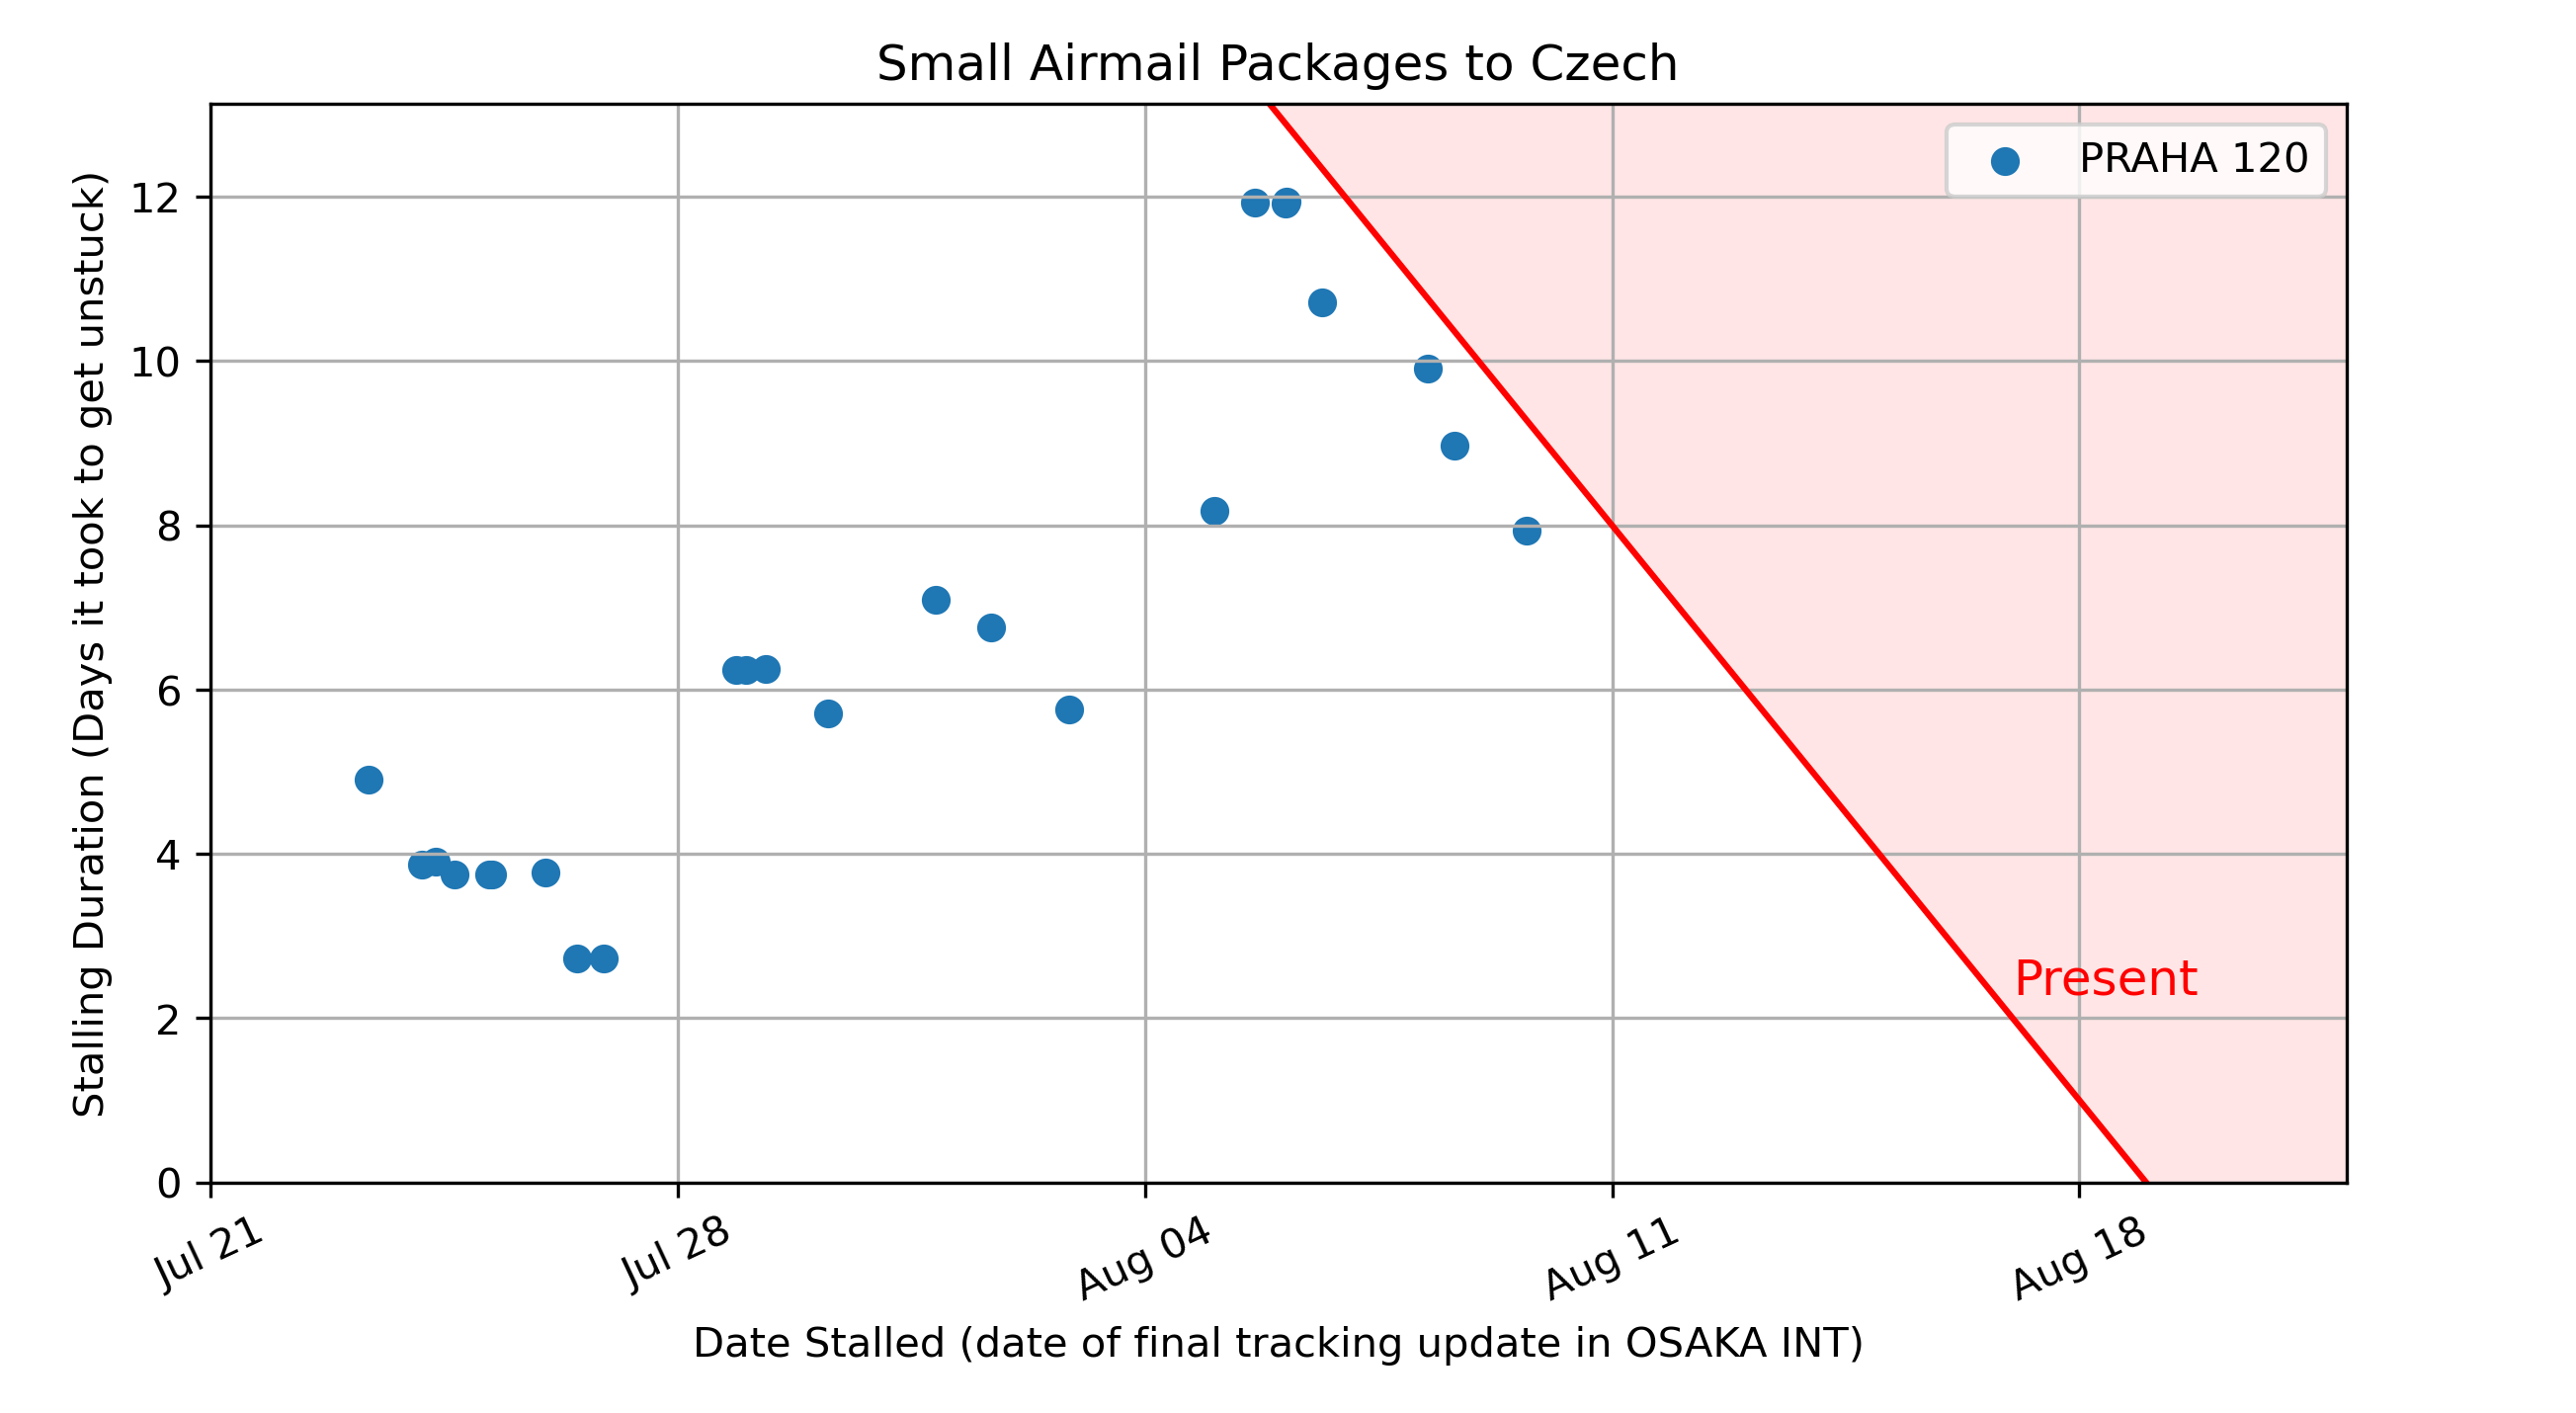 Small Airmail Packages to Czech
PRAHA 120
Stalling Duration (Days it took to get unstuck)
12
10
8
6
4
2
0
Present
Jul 21
Jul 28
Aug 04
Aug 11
Aug 18
Date Stalled (date of final tracking update in OSAKA INT)